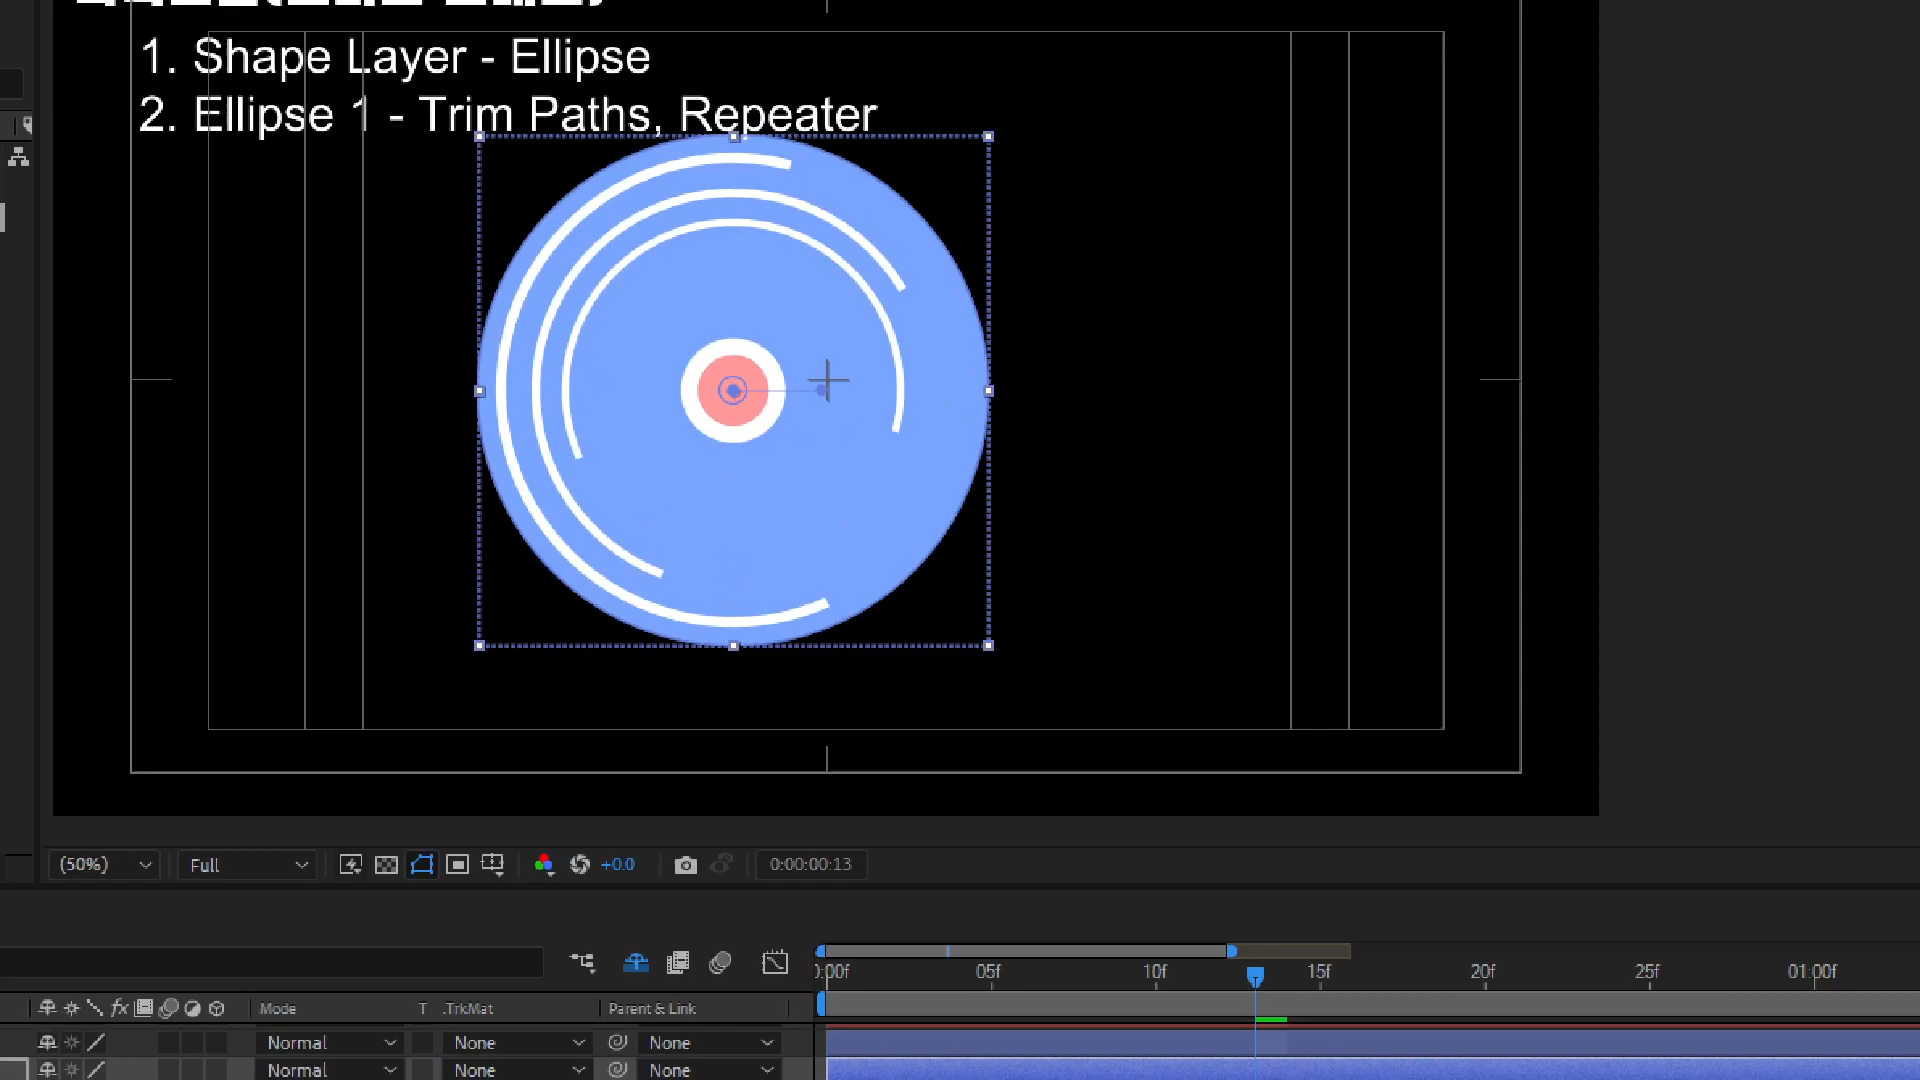 1. Shape Layer - Ellipse
2. Ellipse 1 - Trim Paths, Repeater
(50%) Full +0.0 0:00:00:13
0:00f 05f 10f 15f 20f 25f 01:00f
fx Mode T .TrkMat Parent & Link
Normal None None
Normal None None